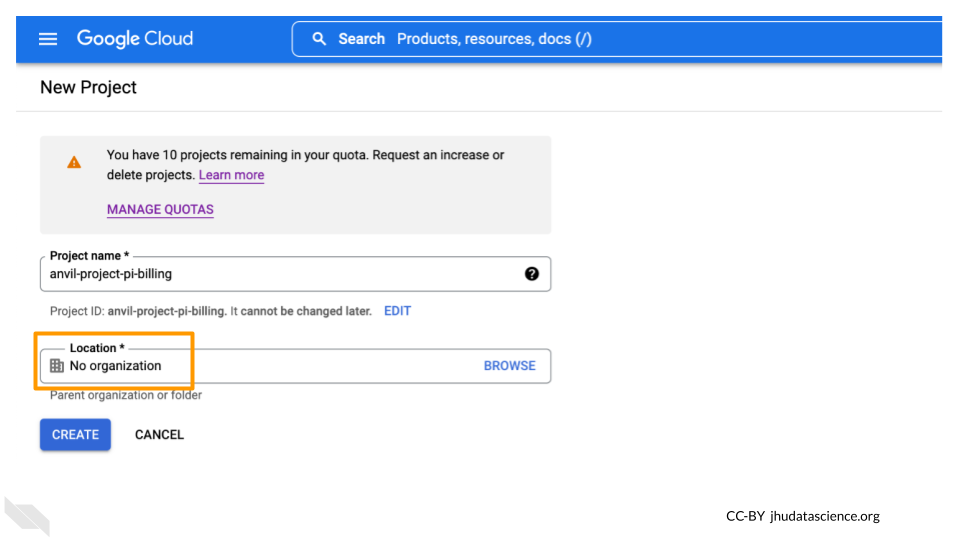 Google Cloud
Search Products, resources, docs (/)
New Project
You have 10 projects remaining in your quota. Request an increase or
delete projects. Learn more
MANAGE QUOTAS
Project name *
anvil-project-pi-billing
Project ID: anvil-project-pi-billing. It cannot be changed later. EDIT
Location *
No organization BROWSE
Parent organization or folder
CREATE CANCEL
CC-BY jhudatascience.org